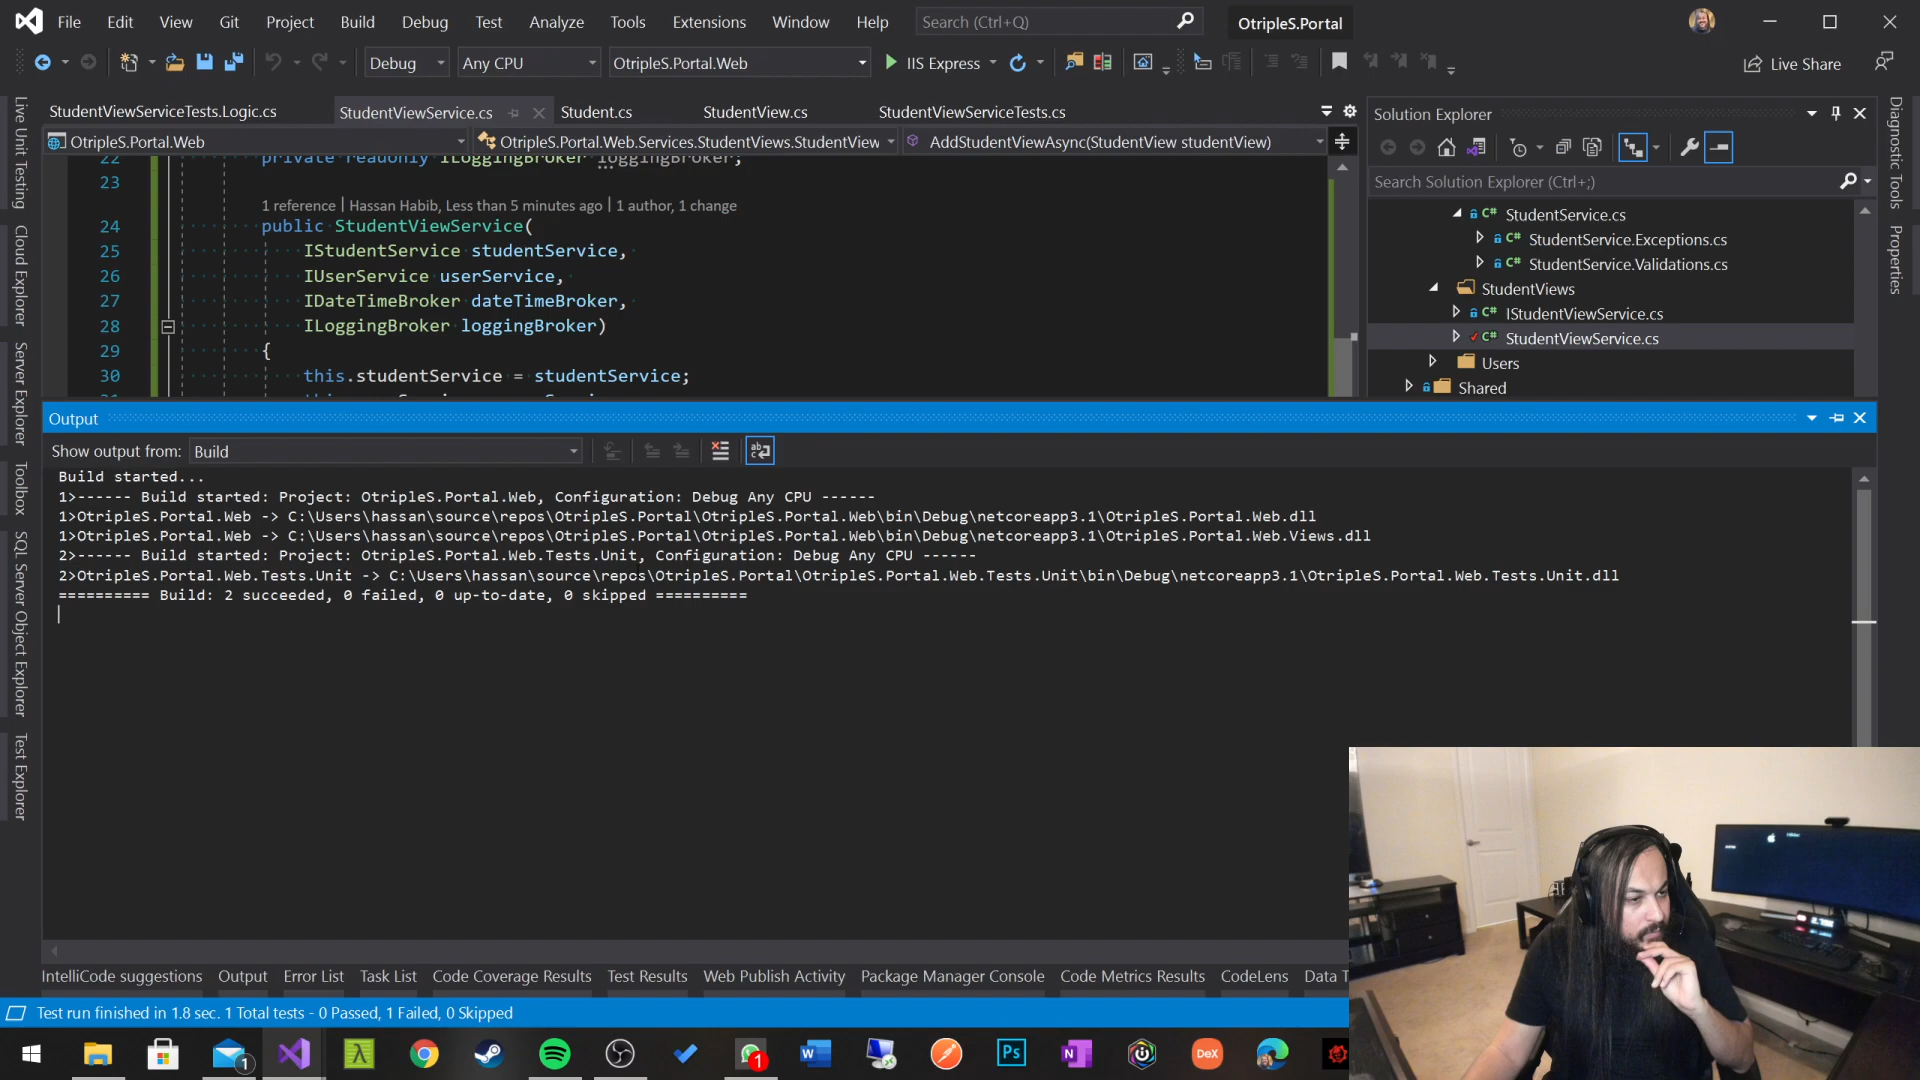 File Edit View Git Project Build Debug Test Analyze Tools Extensions Window Help Search (Ctrl+Q) OtripleS.Portal
Debug Any CPU OtripleS.Portal.Web IIS Express Live Share
StudentViewServiceTests.Logic.cs StudentViewService.cs Student.cs StudentView.cs StudentViewServiceTests.cs
OtripleS.Portal.Web OtripleS.Portal.Web.Services.StudentViews.StudentView AddStudentViewAsync(StudentView studentView)
22 private readonly ILoggingBroker loggingBroker;
23
1 reference | Hassan Habib, Less than 5 minutes ago | 1 author, 1 change
24 public StudentViewService(
25 IStudentService studentService,
26 IUserService userService,
27 IDateTimeBroker dateTimeBroker,
28 ILoggingBroker loggingBroker)
29 {
30 this.studentService = studentService;
Solution Explorer
Search Solution Explorer (Ctrl+;)
C# StudentService.cs
C# StudentService.Exceptions.cs
C# StudentService.Validations.cs
StudentViews
C# IStudentViewService.cs
C# StudentViewService.cs
Users
Shared
Live Unit Testing
Cloud Explorer
Server Explorer
Toolbox
SQL Server Object Explorer
Test Explorer
Diagnostic Tools
Properties
Output
Show output from: Build
Build started...
1>------ Build started: Project: OtripleS.Portal.Web, Configuration: Debug Any CPU ------
1>OtripleS.Portal.Web -> C:\Users\hassan\source\repos\OtripleS.Portal\OtripleS.Portal.Web\bin\Debug\netcoreapp3.1\OtripleS.Portal.Web.dll
1>OtripleS.Portal.Web -> C:\Users\hassan\source\repos\OtripleS.Portal\OtripleS.Portal.Web\bin\Debug\netcoreapp3.1\OtripleS.Portal.Web.Views.dll
2>------ Build started: Project: OtripleS.Portal.Web.Tests.Unit, Configuration: Debug Any CPU ------
2>OtripleS.Portal.Web.Tests.Unit -> C:\Users\hassan\source\repos\OtripleS.Portal\OtripleS.Portal.Web.Tests.Unit\bin\Debug\netcoreapp3.1\OtripleS.Portal.Web.Tests.Unit.dll
========== Build: 2 succeeded, 0 failed, 0 up-to-date, 0 skipped ==========
IntelliCode suggestions Output Error List Task List Code Coverage Results Test Results Web Publish Activity Package Manager Console Code Metrics Results CodeLens Data T
Test run finished in 1.8 sec. 1 Total tests - 0 Passed, 1 Failed, 0 Skipped
1 1 Ps DeX